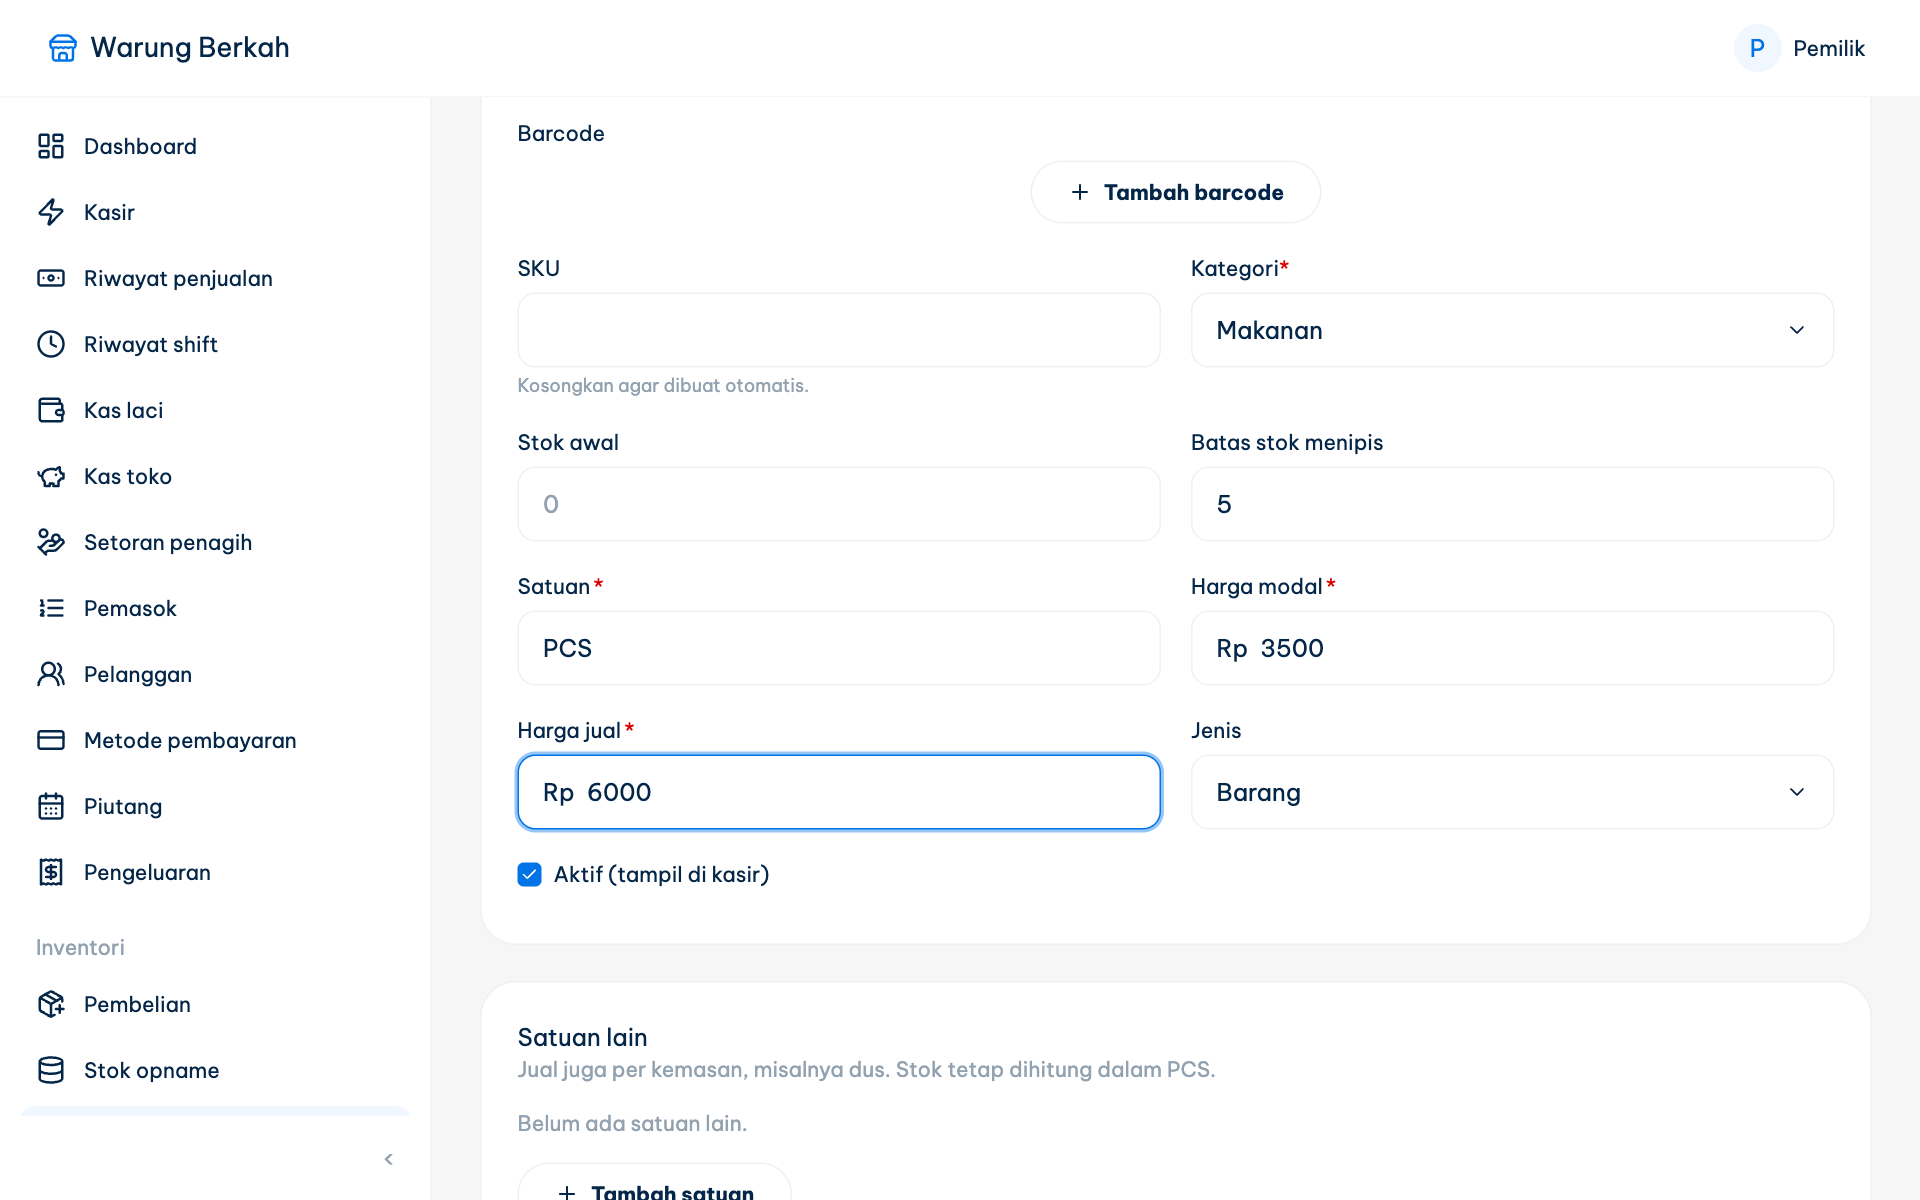 Warung Berkah
P
Pemilik
Dashboard
Kasir
Riwayat penjualan
Riwayat shift
Kas laci
Kas toko
Setoran penagih
Pemasok
Pelanggan
Metode pembayaran
Piutang
Pengeluaran
Inventori
Pembelian
Stok opname
Barcode
+ Tambah barcode
SKU
Kosongkan agar dibuat otomatis.
Kategori*
Makanan
Stok awal
0
Batas stok menipis
5
Satuan*
PCS
Harga modal*
Rp 3500
Harga jual*
Rp 6000
Jenis
Barang
Aktif (tampil di kasir)
Satuan lain
Jual juga per kemasan, misalnya dus. Stok tetap dihitung dalam PCS.
Belum ada satuan lain.
+ Tambah satuan